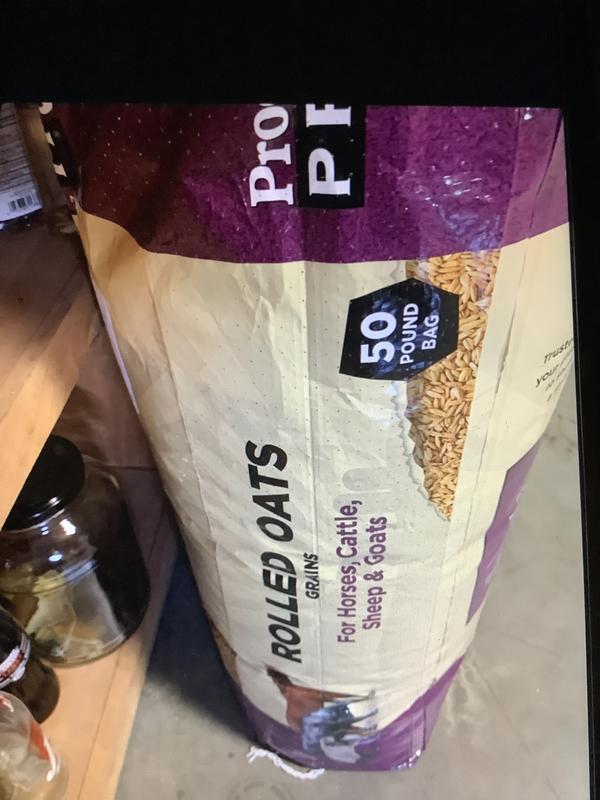 Pro
50
POUND
BAG
ROLLED OATS
GRAINS
For Horses, Cattle,
Sheep & Goats